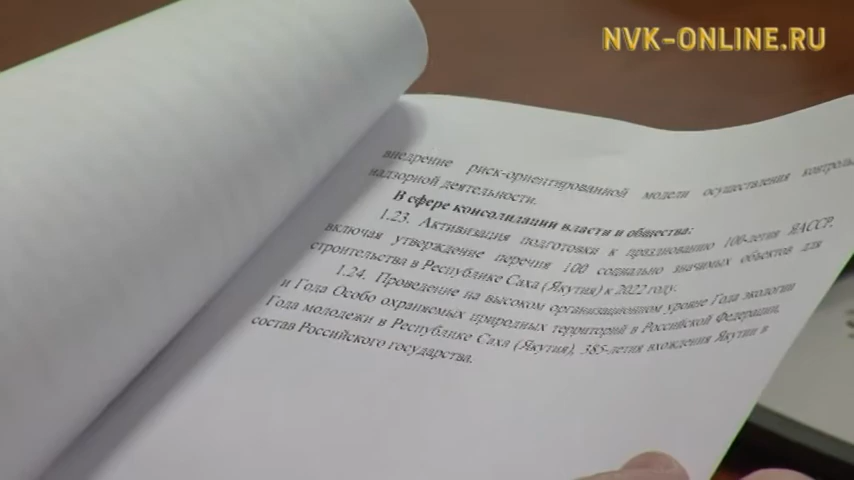 NVK-ONLINE.RU
внедрение риск-ориентированной модели осуществления контроль
надзорной деятельности.
В сфере консолидации власти и общества:
1.23. Активизация подготовки к празднованию 100-летия ЯАССР,
включая утверждение перечня 100 социально значимых объектов для
строительства в Республике Саха (Якутия) к 2022 году.
1.24. Проведение на высоком организационном уровне Года экологии
и Года Особо охраняемых природных территорий в Российской Федерации,
Года молодежи в Республике Саха (Якутия), 385-летия вхождения Якутии в
состав Российского государства.